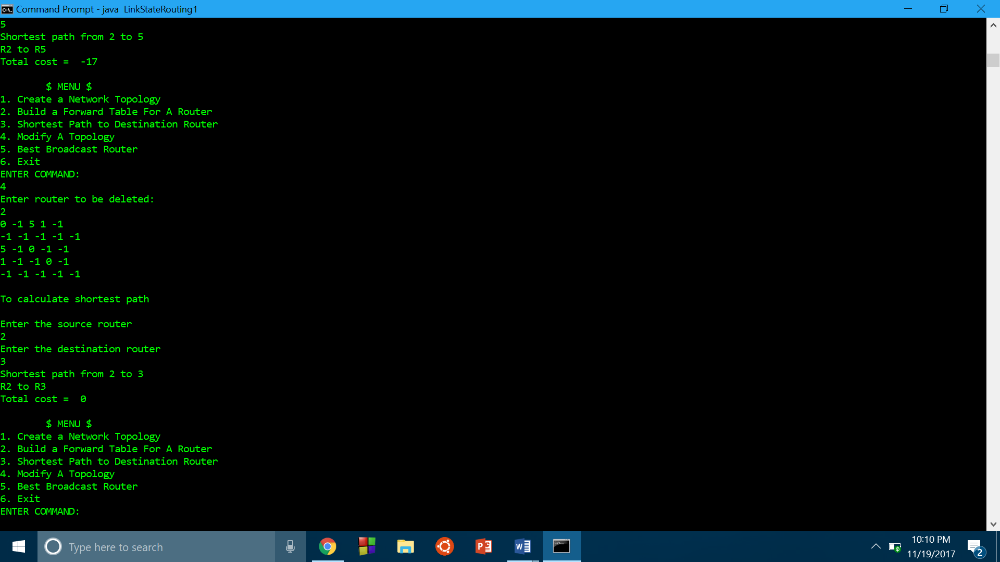 Command Prompt - java LinkStateRouting1
5
Shortest path from 2 to 5
R2 to R5
Total cost =  -17
$ MENU $
1. Create a Network Topology
2. Build a Forward Table For A Router
3. Shortest Path to Destination Router
4. Modify A Topology
5. Best Broadcast Router
6. Exit
ENTER COMMAND:
4
Enter router to be deleted:
2
0 -1 5 1 -1
-1 -1 -1 -1 -1
5 -1 0 -1 -1
1 -1 -1 0 -1
-1 -1 -1 -1 -1
To calculate shortest path
Enter the source router
2
Enter the destination router
3
Shortest path from 2 to 3
R2 to R3
Total cost =  0
$ MENU $
1. Create a Network Topology
2. Build a Forward Table For A Router
3. Shortest Path to Destination Router
4. Modify A Topology
5. Best Broadcast Router
6. Exit
ENTER COMMAND:
Type here to search
10:10 PM
11/19/2017
2